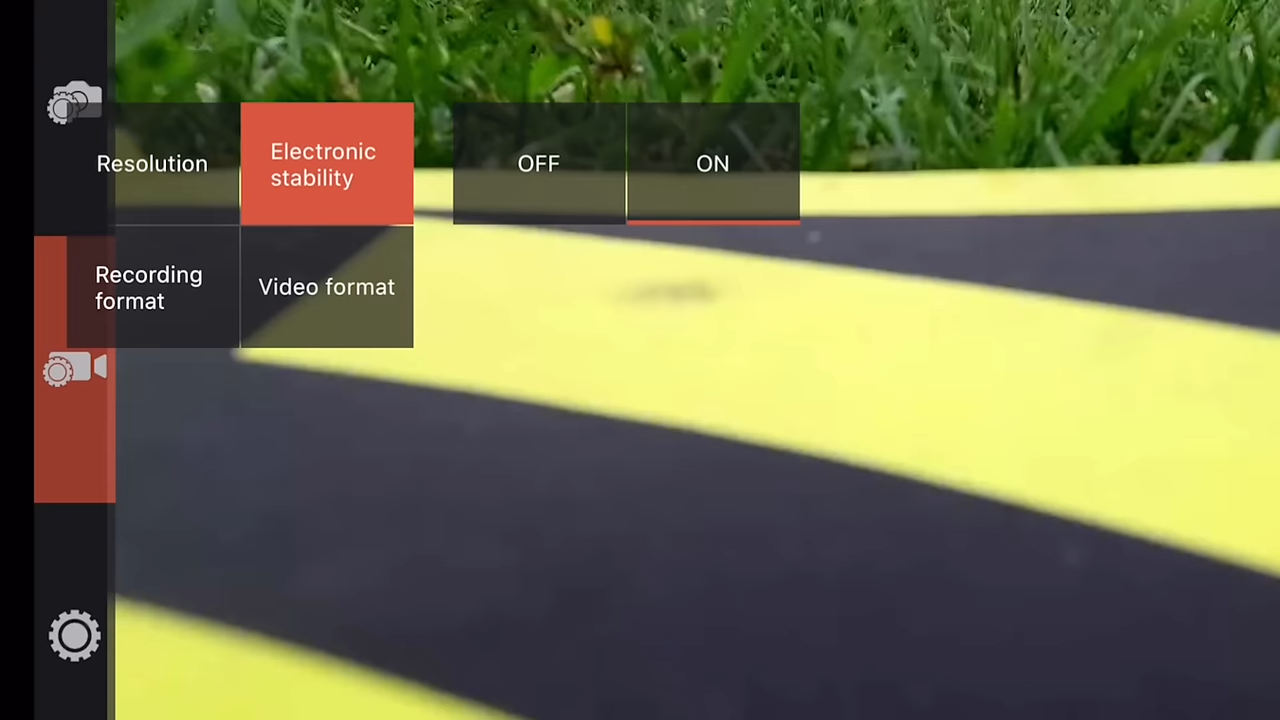 Resolution
Electronic
stability
OFF
ON
Recording
format
Video format